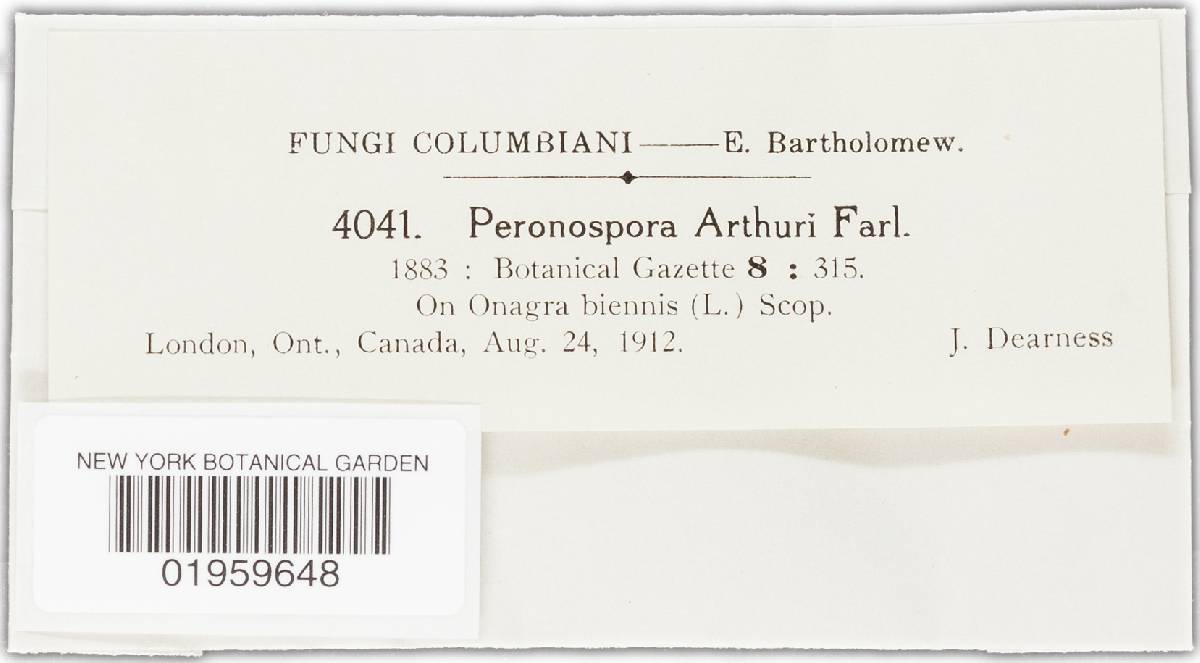 FUNGI COLUMBIANI——E. Bartholomew.
4041. Peronospora Arthuri Farl.
1883 : Botanical Gazette 8 : 315.
On Onagra biennis (L.) Scop.
London, Ont., Canada, Aug. 24, 1912. J. Dearness
NEW YORK BOTANICAL GARDEN
01959648